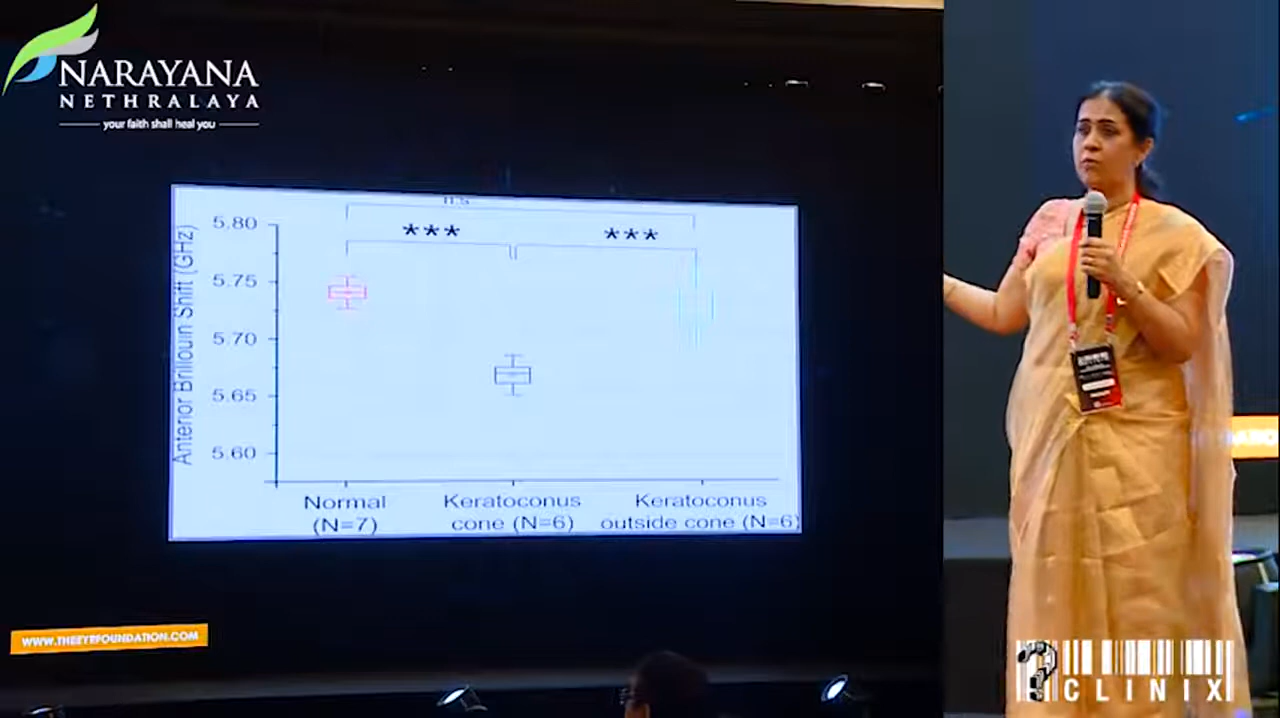 NARAYANA
NETHRALAYA
your faith shall heal you
n.s
***
***
Anterior Brillouin Shift (GHz)
5.80
5.75
5.70
5.65
5.60
Normal
(N=7)
Keratoconus
cone (N=6)
Keratoconus
outside cone (N=6)
WWW.THEEYEFOUNDATION.COM
? CLINIX